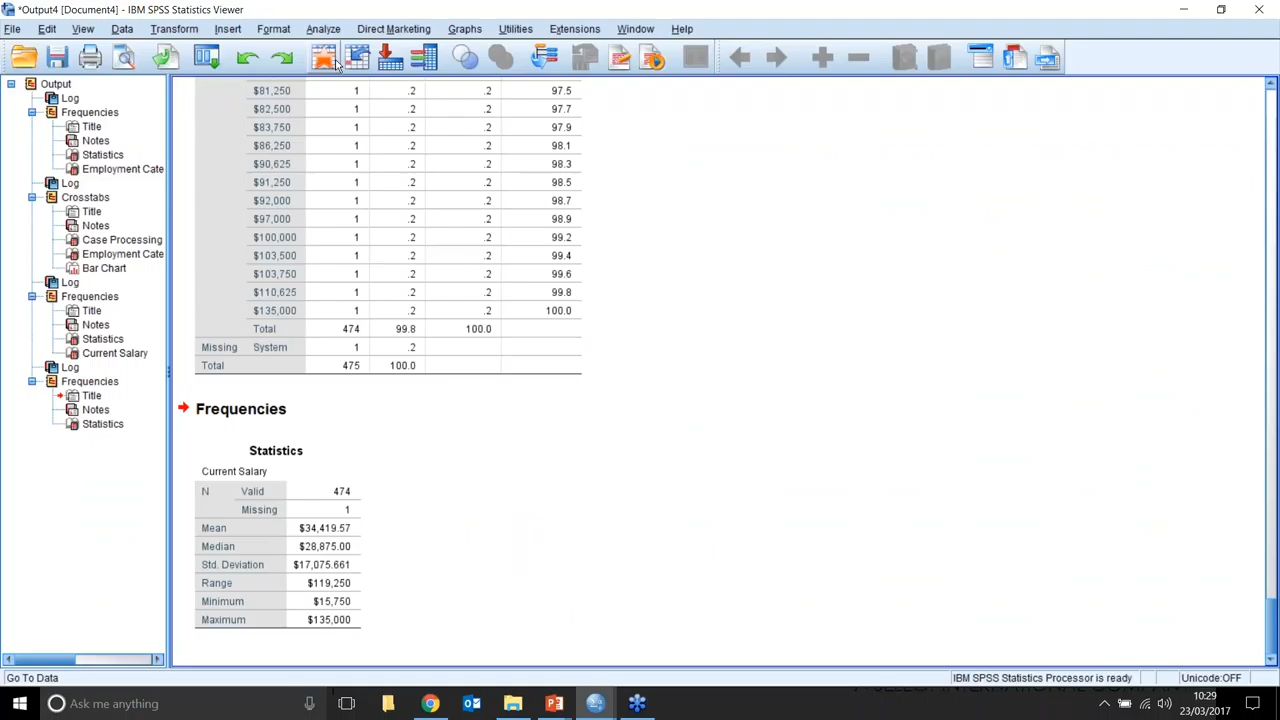 *Output4 [Document4] - IBM SPSS Statistics Viewer
File Edit View Data Transform Insert Format Analyze Direct Marketing Graphs Utilities Extensions Window Help
Output
Log
Frequencies
Title
Notes
Statistics
Employment Cate
Log
Crosstabs
Title
Notes
Case Processing
Employment Cate
Bar Chart
Log
Frequencies
Title
Notes
Statistics
Current Salary
Log
Frequencies
Title
Notes
Statistics
$81,250 1 .2 .2 97.5
$82,500 1 .2 .2 97.7
$83,750 1 .2 .2 97.9
$86,250 1 .2 .2 98.1
$90,625 1 .2 .2 98.3
$91,250 1 .2 .2 98.5
$92,000 1 .2 .2 98.7
$97,000 1 .2 .2 98.9
$100,000 1 .2 .2 99.2
$103,500 1 .2 .2 99.4
$103,750 1 .2 .2 99.6
$110,625 1 .2 .2 99.8
$135,000 1 .2 .2 100.0
Total 474 99.8 100.0
Missing System 1 .2
Total 475 100.0
Frequencies
Statistics
Current Salary
N Valid 474
Missing 1
Mean $34,419.57
Median $28,875.00
Std. Deviation $17,075.661
Range $119,250
Minimum $15,750
Maximum $135,000
Go To Data IBM SPSS Statistics Processor is ready Unicode:OFF
Ask me anything
10:29
23/03/2017